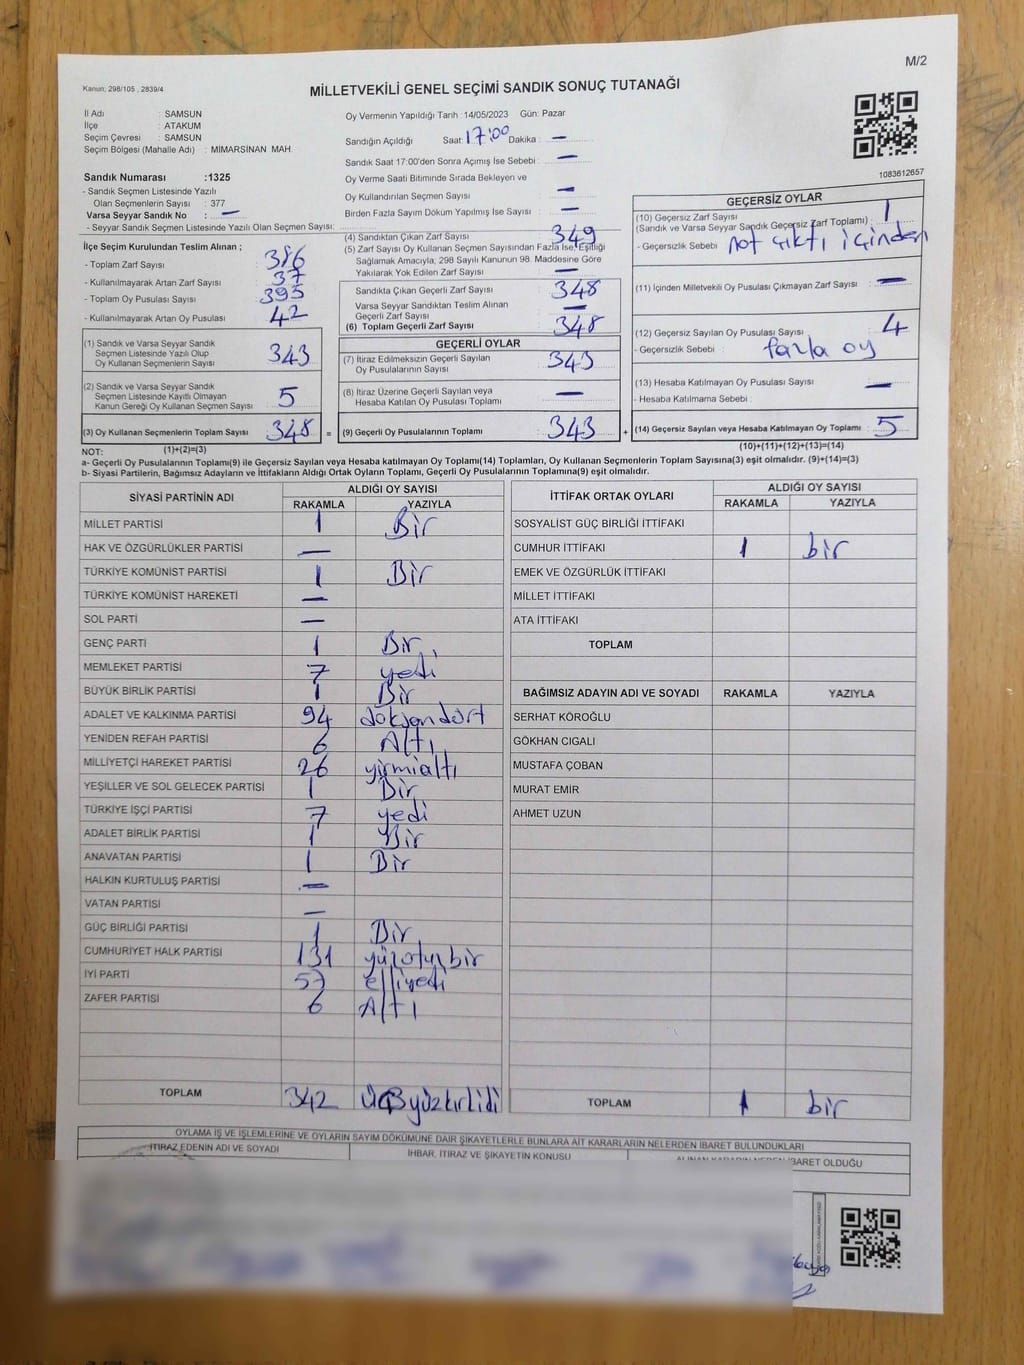 M/2
Kanun: 298/105 , 2839/4
MİLLETVEKİLİ GENEL SEÇİMİ SANDIK SONUÇ TUTANAĞI
İl Adı : SAMSUN
İlçe : ATAKUM
Seçim Çevresi : SAMSUN
Seçim Bölgesi (Mahalle Adı) : MİMARSİNAN MAH.
Sandık Numarası :1325
- Sandık Seçmen Listesinde Yazılı
Olan Seçmenlerin Sayısı : 377
Varsa Seyyar Sandık No : —
- Seyyar Sandık Seçmen Listesinde Yazılı Olan Seçmen Sayısı:
İlçe Seçim Kurulundan Teslim Alınan ;
- Toplam Zarf Sayısı : 386
- Kullanılmayarak Artan Zarf Sayısı : 37
- Toplam Oy Pusulası Sayısı : 395
- Kullanılmayarak Artan Oy Pusulası : 42
(1) Sandık ve Varsa Seyyar Sandık
Seçmen Listesinde Yazılı Olup
Oy Kullanan Seçmenlerin Sayısı : 343
(2) Sandık ve Varsa Seyyar Sandık
Seçmen Listesinde Kayıtlı Olmayan
Kanun Gereği Oy Kullanan Seçmen Sayısı : 5
(3) Oy Kullanan Seçmenlerin Toplam Sayısı : 348
Oy Vermenin Yapıldığı Tarih : 14/05/2023 Gün: Pazar
Sandığın Açıldığı Saat: 17:00 Dakika : —
Sandık Saat 17:00'den Sonra Açımış İse Sebebi : —
Oy Verme Saati Bitiminde Sırada Bekleyen ve
Oy Kullandırılan Seçmen Sayısı : —
Birden Fazla Sayım Döküm Yapılmış İse Sayısı : —
(4) Sandıktan Çıkan Zarf Sayısı : 349
(5) Zarf Sayısı Oy Kullanan Seçmen Sayısından Fazla İse, Eşitliği
Sağlamak Amacıyla, 298 Sayılı Kanunun 98. Maddesine Göre
Yakılarak Yok Edilen Zarf Sayısı : —
Sandıkta Çıkan Geçerli Zarf Sayısı : 348
Varsa Seyyar Sandıktan Teslim Alınan
Geçerli Zarf Sayısı : —
(6) Toplam Geçerli Zarf Sayısı : 348
GEÇERLİ OYLAR
(7) İtiraz Edilmeksizin Geçerli Sayılan
Oy Pusulalarının Sayısı : 343
(8) İtiraz Üzerine Geçerli Sayılan veya
Hesaba Katılan Oy Pusulası Toplamı : —
= (9) Geçerli Oy Pusulalarının Toplamı : 343
1083612657
GEÇERSİZ OYLAR
(10) Geçersiz Zarf Sayısı : 1
(Sandık ve Varsa Seyyar Sandık Geçersiz Zarf Toplamı)
- Geçersizlik Sebebi : not çıktı içinden
(11) İçinden Milletvekili Oy Pusulası Çıkmayan Zarf Sayısı : —
(12) Geçersiz Sayılan Oy Pusulası Sayısı : 4
- Geçersizlik Sebebi : fazla oy
(13) Hesaba Katılmayan Oy Pusulası Sayısı : —
- Hesaba Katılmama Sebebi :
+ (14) Geçersiz Sayılan veya Hesaba Katılmayan Oy Toplamı : 5
NOT: (1)+(2)=(3) (10)+(11)+(12)+(13)=(14)
a- Geçerli Oy Pusulalarının Toplamı(9) ile Geçersiz Sayılan veya Hesaba katılmayan Oy Toplamı(14) Toplamları, Oy Kullanan Seçmenlerin Toplam Sayısına(3) eşit olmalıdır. (9)+(14)=(3)
b- Siyasi Partilerin, Bağımsız Adayların ve İttifakların Aldığı Ortak Oyların Toplamı, Geçerli Oy Pusulalarının Toplamına(9) eşit olmalıdır.
SİYASİ PARTİNİN ADI ALDIĞI OY SAYISI
RAKAMLA YAZIYLA
MİLLET PARTİSİ 1 Bir
HAK VE ÖZGÜRLÜKLER PARTİSİ —
TÜRKİYE KOMÜNİST PARTİSİ 1 Bir
TÜRKİYE KOMÜNİST HAREKETİ —
SOL PARTİ —
GENÇ PARTİ 1 Bir
MEMLEKET PARTİSİ 7 yedi
BÜYÜK BİRLİK PARTİSİ 1 Bir
ADALET VE KALKINMA PARTİSİ 94 doksandört
YENİDEN REFAH PARTİSİ 6 Altı
MİLLİYETÇİ HAREKET PARTİSİ 26 yirmialtı
YEŞİLLER VE SOL GELECEK PARTİSİ 1 Bir
TÜRKİYE İŞÇİ PARTİSİ 7 yedi
ADALET BİRLİK PARTİSİ 1 Bir
ANAVATAN PARTİSİ 1 Bir
HALKIN KURTULUŞ PARTİSİ —
VATAN PARTİSİ —
GÜÇ BİRLİĞİ PARTİSİ 1 Bir
CUMHURİYET HALK PARTİSİ 131 yüzotuzbir
İYİ PARTİ 57 elliyedi
ZAFER PARTİSİ 6 Altı
TOPLAM 342
İTTİFAK ORTAK OYLARI ALDIĞI OY SAYISI
RAKAMLA YAZIYLA
SOSYALİST GÜÇ BİRLİĞİ İTTİFAKI
CUMHUR İTTİFAKI 1 bir
EMEK VE ÖZGÜRLÜK İTTİFAKI
MİLLET İTTİFAKI
ATA İTTİFAKI
TOPLAM
BAĞIMSIZ ADAYIN ADI VE SOYADI RAKAMLA YAZIYLA
SERHAT KÖROĞLU
GÖKHAN CIGALI
MUSTAFA ÇOBAN
MURAT EMİR
AHMET UZUN
TOPLAM 1 bir
OYLAMA İŞ VE İŞLEMLERİNE VE OYLARIN SAYIM DÖKÜMÜNE DAİR ŞİKAYETLERLE BUNLARA AİT KARARLARIN NELERDEN İBARET BULUNDUKLARI
İTİRAZ EDENİN ADI VE SOYADI İHBAR, İTİRAZ VE ŞİKAYETİN KONUSU ALINAN KARARIN NEDEN İBARET OLDUĞU